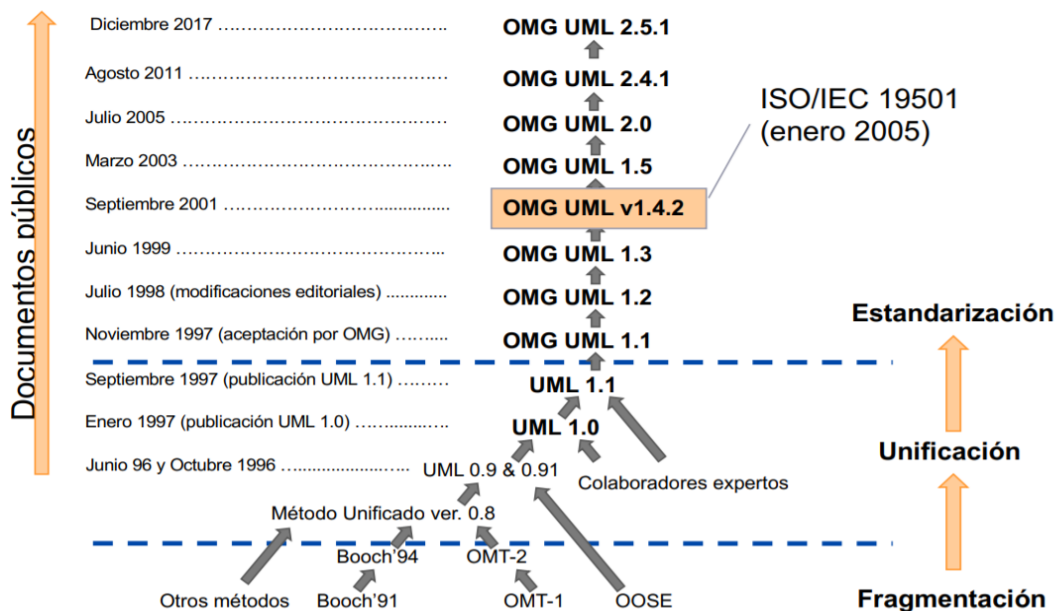 Documentos públicos
Diciembre 2017 ………………………………. OMG UML 2.5.1
Agosto 2011 ………………………………… OMG UML 2.4.1
ISO/IEC 19501
(enero 2005)
Julio 2005 …………………………………… OMG UML 2.0
Marzo 2003 ………………………………….. OMG UML 1.5
Septiembre 2001 ……………………............... OMG UML v1.4.2
Junio 1999 ………………………………….. OMG UML 1.3
Julio 1998 (modificaciones editoriales) ............. OMG UML 1.2
Estandarización
Noviembre 1997 (aceptación por OMG) ……... OMG UML 1.1
Septiembre 1997 (publicación UML 1.1) ……… UML 1.1
Enero 1997 (publicación UML 1.0) ……........…. UML 1.0
Unificación
Junio 96 y Octubre 1996 …....................….. UML 0.9 & 0.91
Colaboradores expertos
Método Unificado ver. 0.8
Booch’94 OMT-2
Otros métodos Booch’91 OMT-1 OOSE Fragmentación